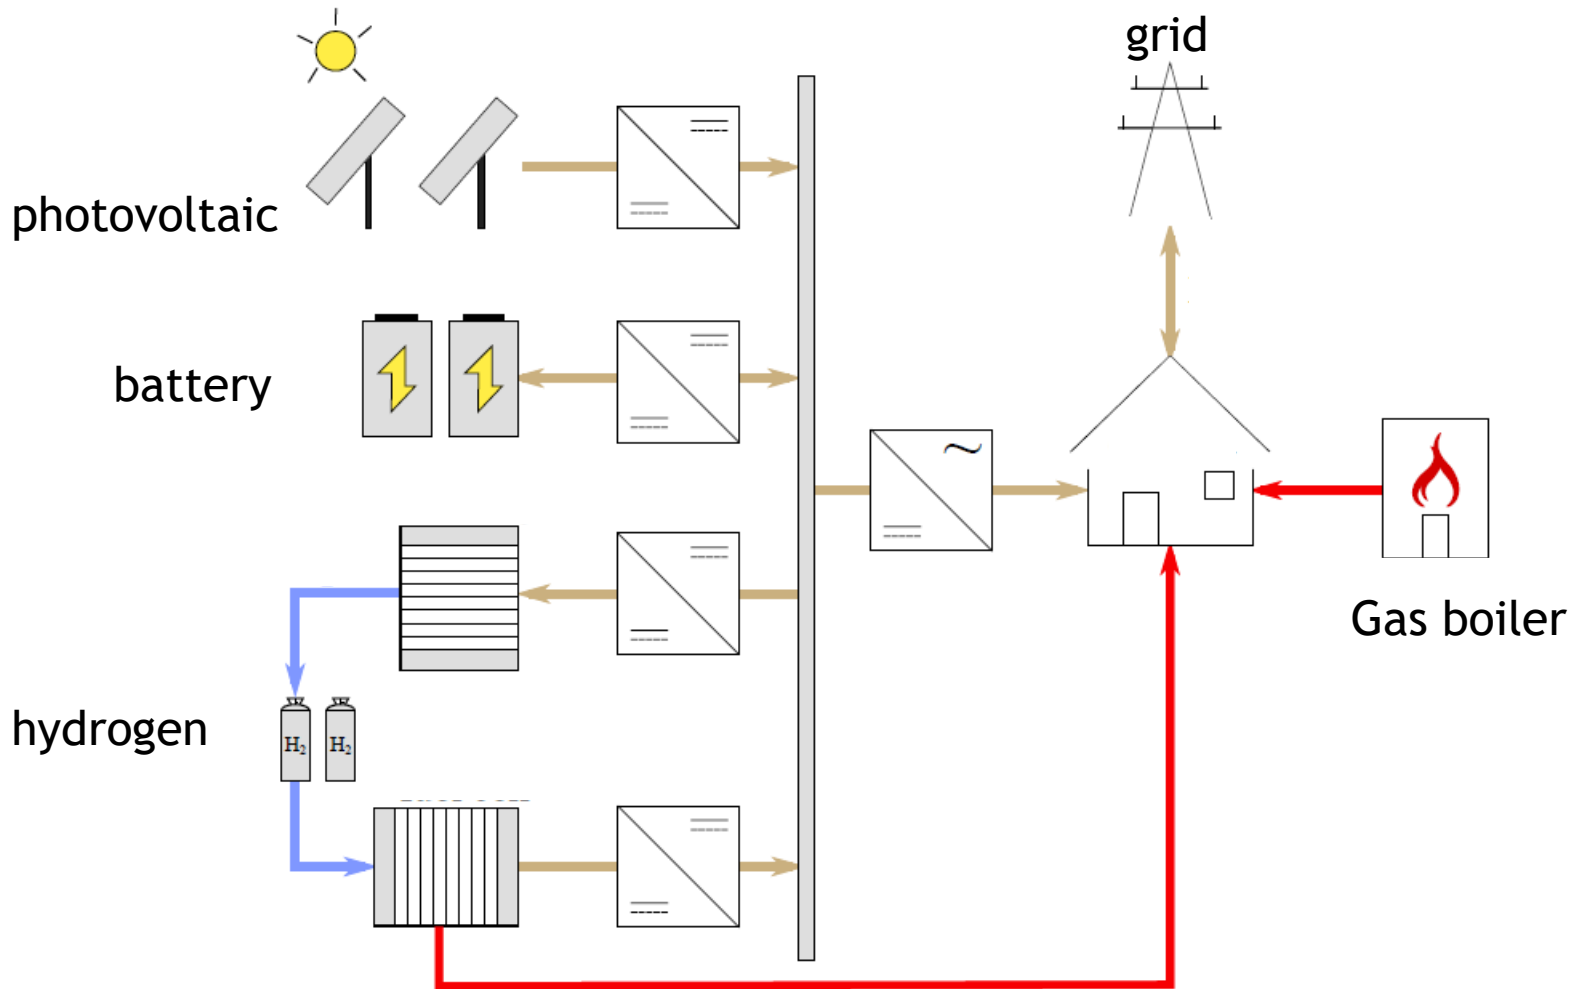 grid
photovoltaic
battery
Gas boiler
hydrogen
H₂ H₂